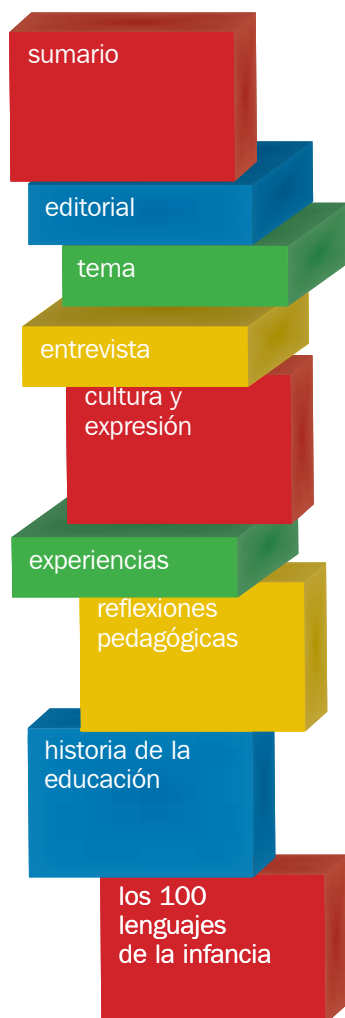 sumario
editorial
tema
entrevista
cultura y
expresión
experiencias
reflexiones
pedagógicas
historia de la
educación
los 100
lenguajes
de la infancia